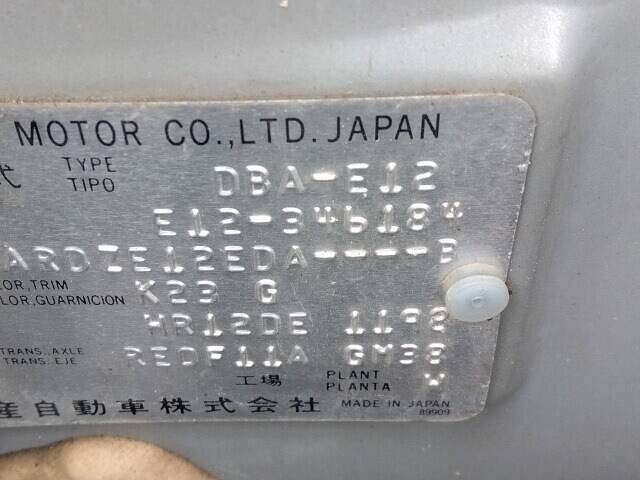 MOTOR CO.,LTD. JAPAN
式 TYPE
TIPO
DBA-E12
E12-346184
ARDZE12EDA-----B
OR,TRIM
LOR,GUARNICION
K23 G
HR12DE 1198
TRANS.,AXLE
TRANS.,EJE
RE0F11A GM38
工場 PLANT
PLANTA
産自動車株式会社 MADE IN JAPAN
89909